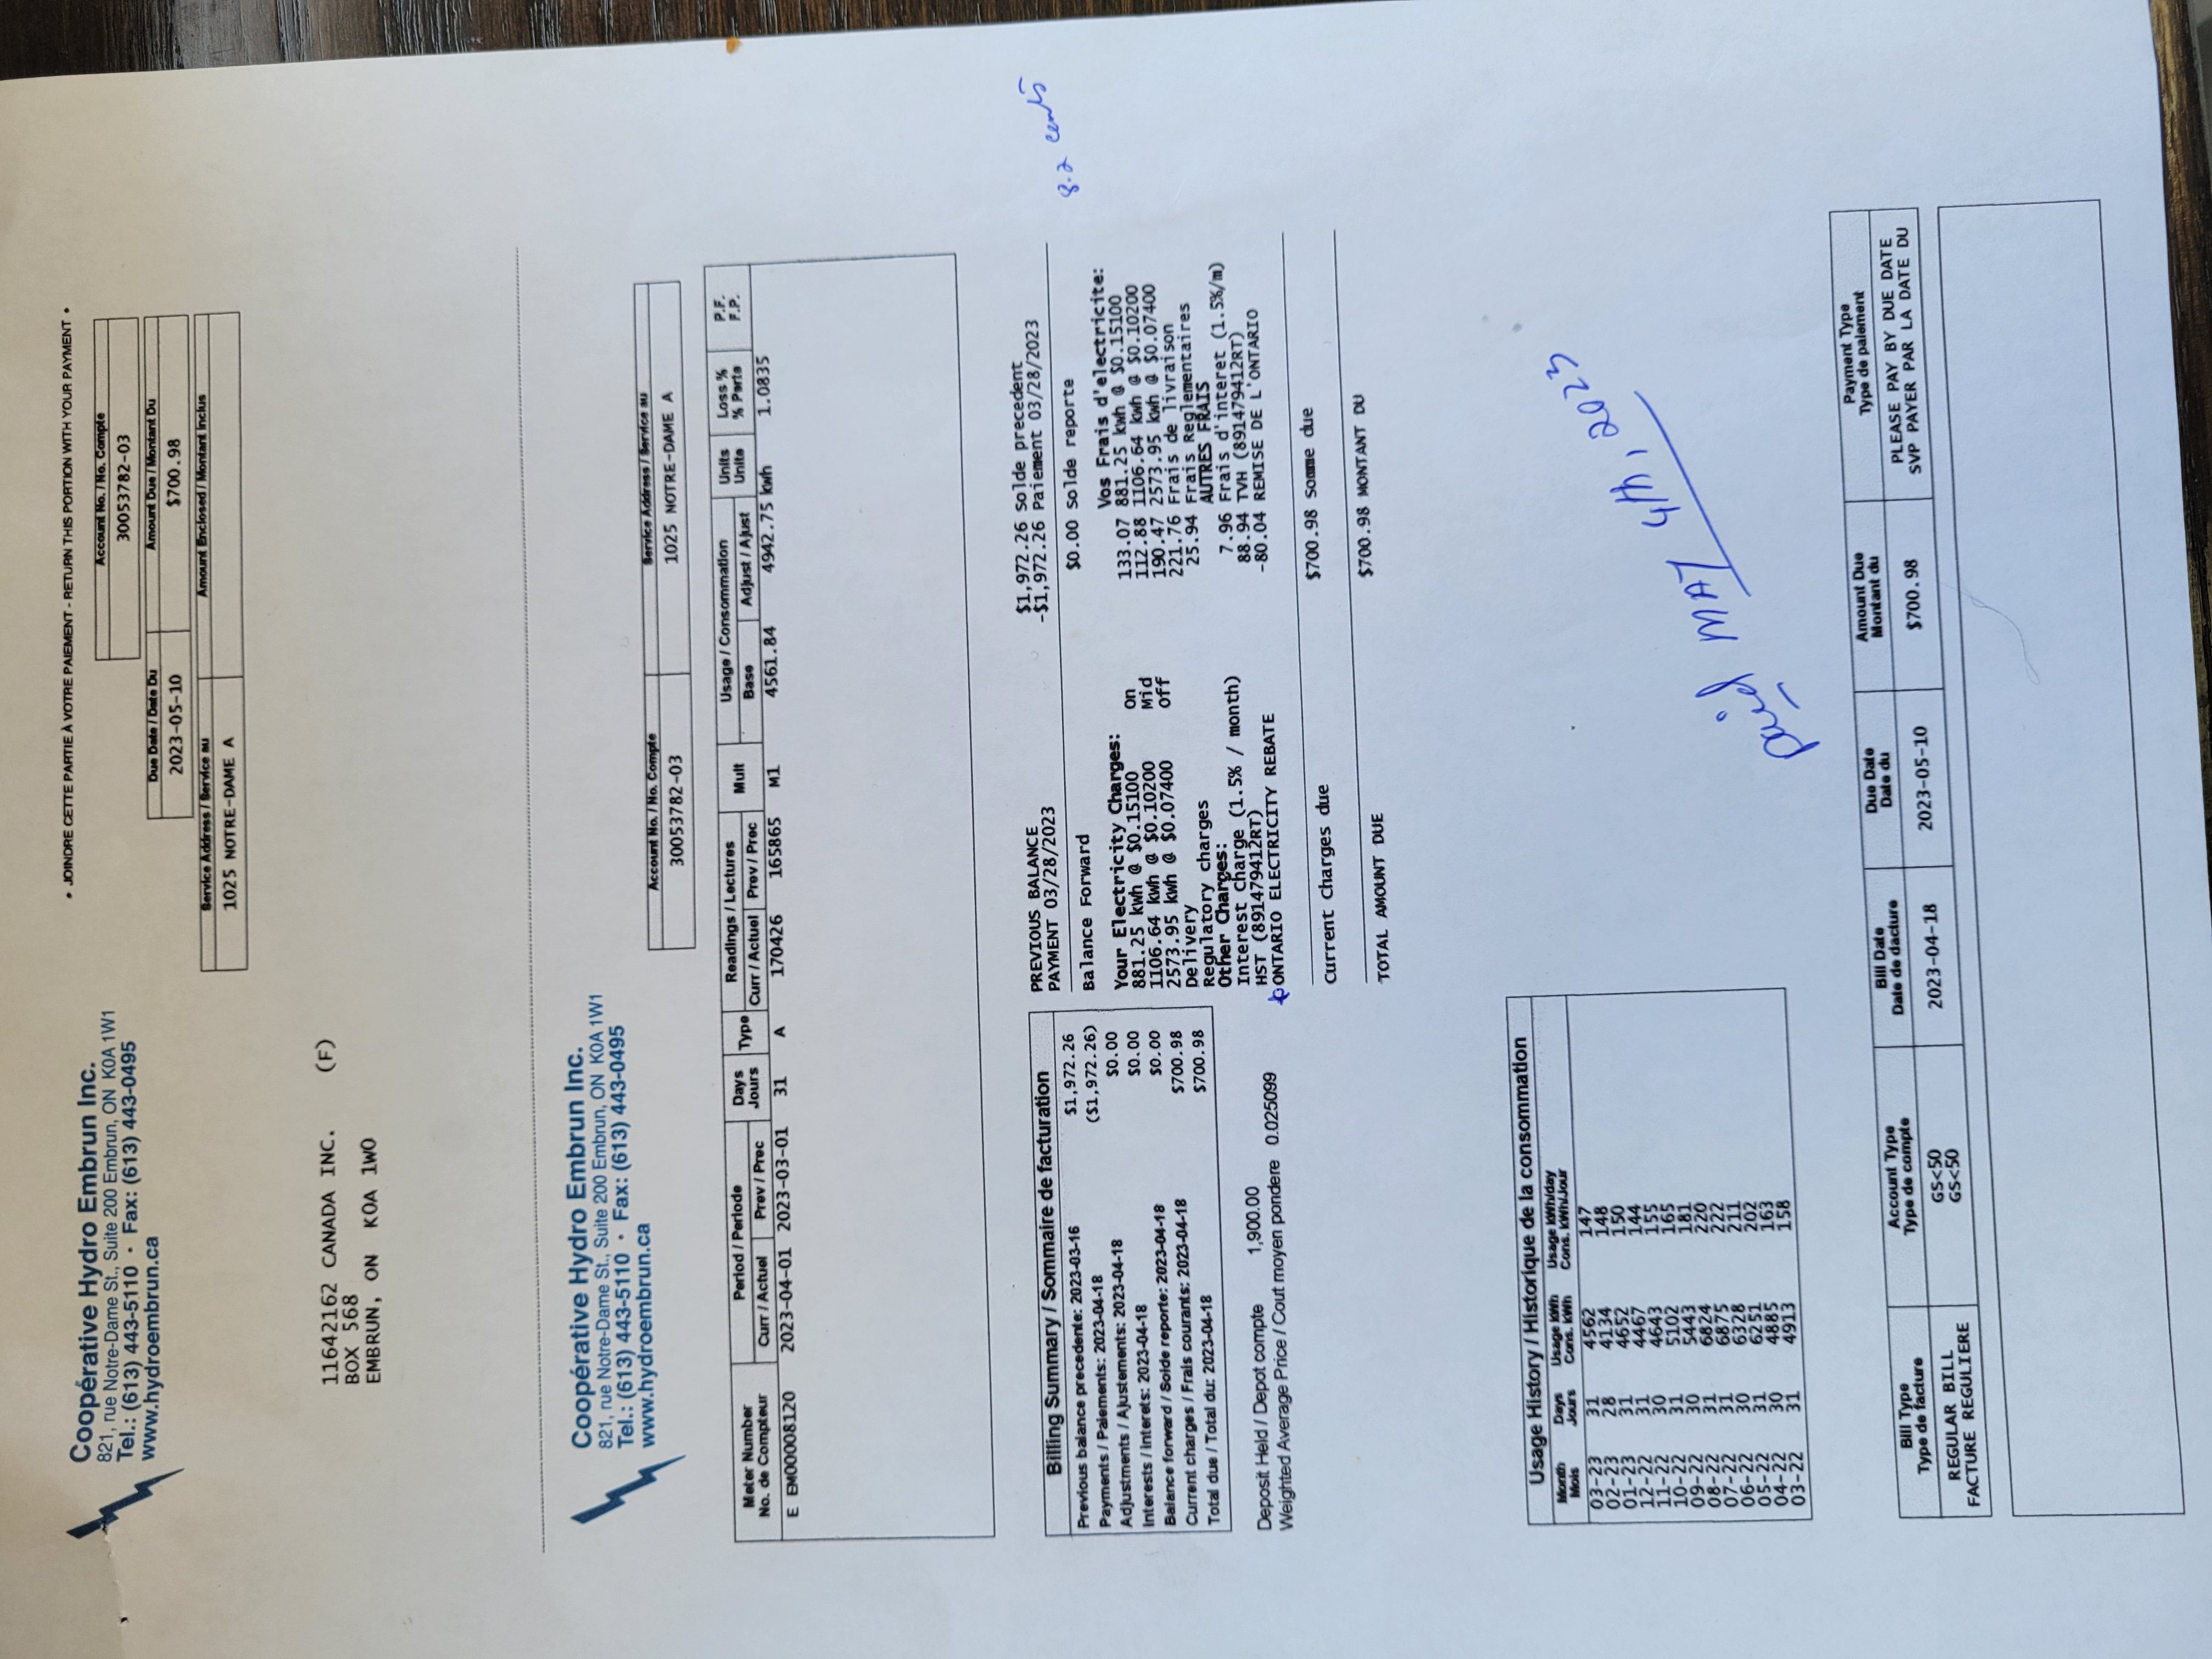 • JOINDRE CETTE PARTIE À VOTRE PAIEMENT - RETURN THIS PORTION WITH YOUR PAYMENT •
Coopérative Hydro Embrun Inc.
821, rue Notre-Dame St., Suite 200 Embrun, ON K0A 1W1
Tel.: (613) 443-5110 • Fax: (613) 443-0495
www.hydroembrun.ca
Account No. / No. Compte
30053782-03
Due Date / Date Du Amount Due / Montant Du
2023-05-10 $700.98
Service Address / Service au Amount Enclosed / Montant Inclus
1025 NOTRE-DAME A
11642162 CANADA INC. (F)
BOX 568
EMBRUN, ON K0A 1W0
Coopérative Hydro Embrun Inc.
821, rue Notre-Dame St., Suite 200 Embrun, ON K0A 1W1
Tel.: (613) 443-5110 • Fax: (613) 443-0495
www.hydroembrun.ca
Account No. / No. Compte Service Address / Service au
30053782-03 1025 NOTRE-DAME A
Meter Number Period / Periode Days Type Readings / Lectures Mult Usage / Consommation Units Loss % P.F.
No. de Compteur Curr / Actuel Prev / Prec Jours Curr / Actuel Prev / Prec Base Adjust / Ajust Unite % Perte F.P.
E EM00008120 2023-04-01 2023-03-01 31 A 170426 165865 M1 4561.84 4942.75 kwh 1.0835
Billing Summary / Sommaire de facturation
Previous balance precedente: 2023-03-16 $1,972.26
Payments / Paiements: 2023-04-18 ($1,972.26)
Adjustments / Ajustements: 2023-04-18 $0.00
Interests / interets: 2023-04-18 $0.00
Balance forward / Solde reporte: 2023-04-18 $0.00
Current charges / Frais courants: 2023-04-18 $700.98
Total due / Total du: 2023-04-18 $700.98
Deposit Held / Depot compte 1,900.00
Weighted Average Price / Cout moyen pondere 0.025099
PREVIOUS BALANCE $1,972.26 Solde precedent
PAYMENT 03/28/2023 -$1,972.26 Paiement 03/28/2023
Balance Forward $0.00 Solde reporte
8.2 cents
Your Electricity Charges: Vos Frais d'electricite:
881.25 kwh @ $0.15100 On 133.07 881.25 kwh @ $0.15100
1106.64 kwh @ $0.10200 Mid 112.88 1106.64 kwh @ $0.10200
2573.95 kwh @ $0.07400 Off 190.47 2573.95 kwh @ $0.07400
Delivery 221.76 Frais de livraison
Regulatory charges 25.94 Frais Reglementaires
Other Charges: AUTRES FRAIS
Interest Charge (1.5% / month) 7.96 Frais d'interet (1.5%/m)
HST (891479412RT) 88.94 TVH (891479412RT)
ONTARIO ELECTRICITY REBATE -80.04 REMISE DE L'ONTARIO
Current Charges due $700.98 Somme due
TOTAL AMOUNT DUE $700.98 MONTANT DU
Usage History / Historique de la consommation
Month Days Usage kWh Usage kWh/day
Mois Jours Cons. kWh Cons. kWh/Jour
03-23 31 4562 147
02-23 28 4134 148
01-23 31 4652 150
12-22 31 4467 144
11-22 30 4643 155
10-22 31 5102 165
09-22 30 5443 181
08-22 31 6824 220
07-22 31 6875 222
06-22 30 6328 211
05-22 31 6251 202
04-22 30 4885 163
03-22 31 4913 158
paid MAY 4th, 2023
Bill Type Account Type Bill Date Due Date Amount Due Payment Type
Type de facture Type de compte Date de dacture Date du Montant du Type de paiement
REGULAR BILL GS<50 2023-04-18 2023-05-10 $700.98 PLEASE PAY BY DUE DATE
FACTURE REGULIERE GS<50 SVP PAYER PAR LA DATE DU